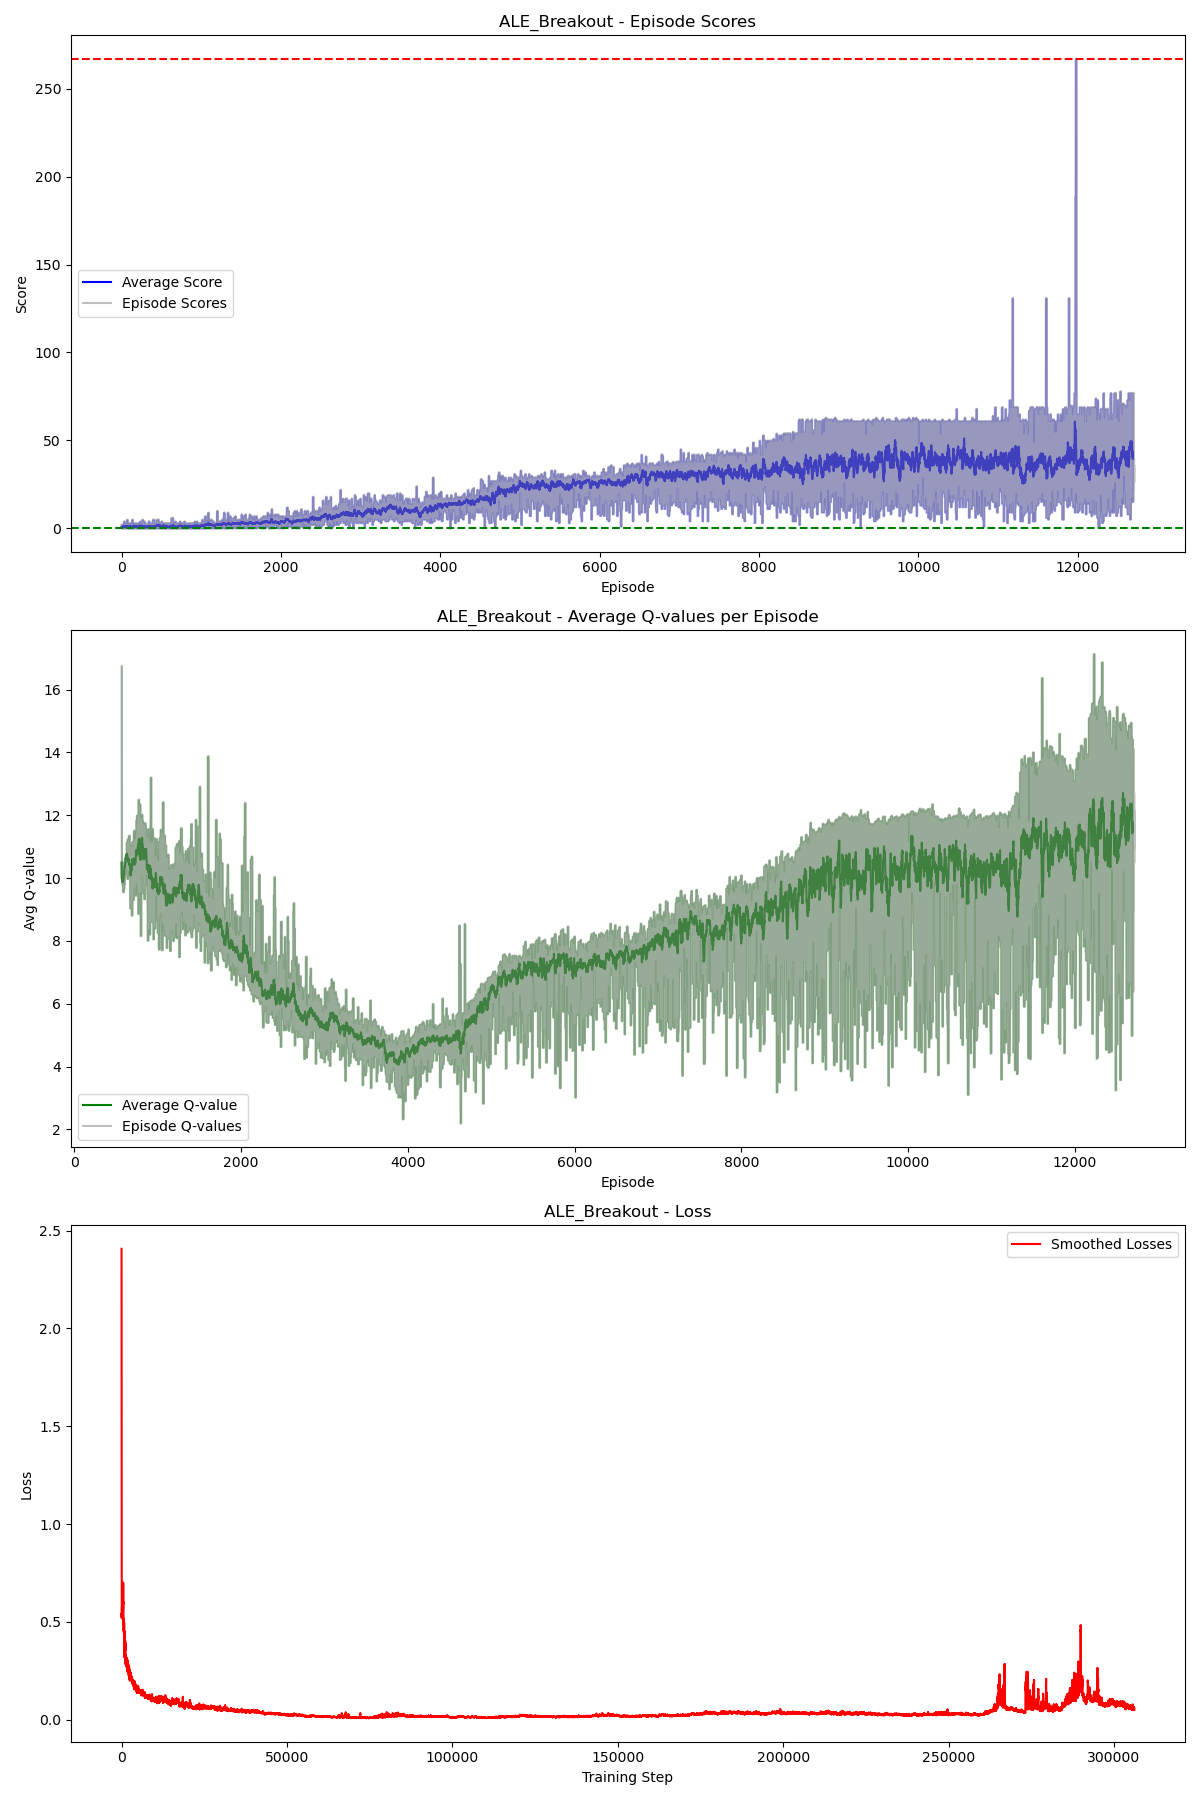 ALE_Breakout - Episode Scores
Score
250
200
150
100
50
0
Average Score
Episode Scores
0 2000 4000 6000 8000 10000 12000
Episode
ALE_Breakout - Average Q-values per Episode
Avg Q-value
16
14
12
10
8
6
4
2
Average Q-value
Episode Q-values
0 2000 4000 6000 8000 10000 12000
Episode
ALE_Breakout - Loss
Loss
2.5
2.0
1.5
1.0
0.5
0.0
Smoothed Losses
0 50000 100000 150000 200000 250000 300000
Training Step